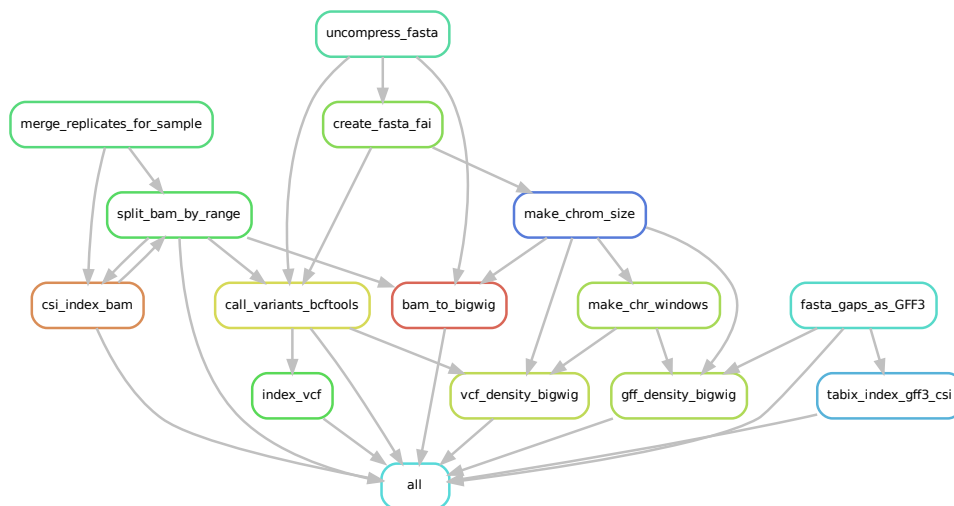 uncompress_fasta
merge_replicates_for_sample
create_fasta_fai
split_bam_by_range
make_chrom_size
csi_index_bam
call_variants_bcftools
bam_to_bigwig
make_chr_windows
fasta_gaps_as_GFF3
index_vcf
vcf_density_bigwig
gff_density_bigwig
tabix_index_gff3_csi
all